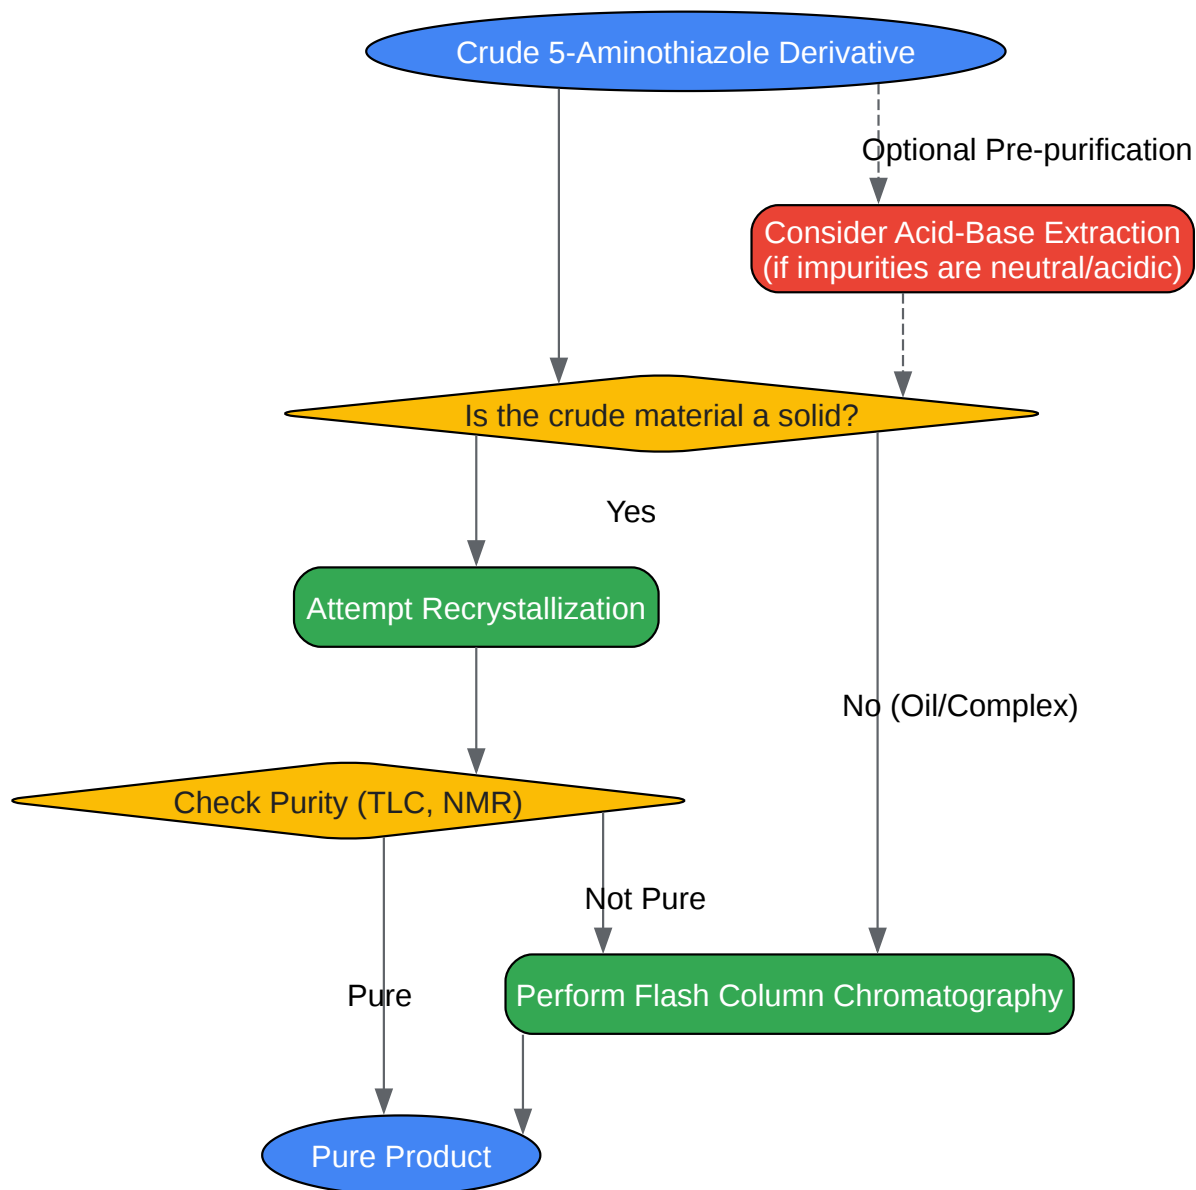 Crude 5-Aminothiazole Derivative
Optional Pre-purification
Consider Acid-Base Extraction
(if impurities are neutral/acidic)
Is the crude material a solid?
Yes
Attempt Recrystallization
No (Oil/Complex)
Check Purity (TLC, NMR)
Not Pure
Pure
Perform Flash Column Chromatography
Pure Product